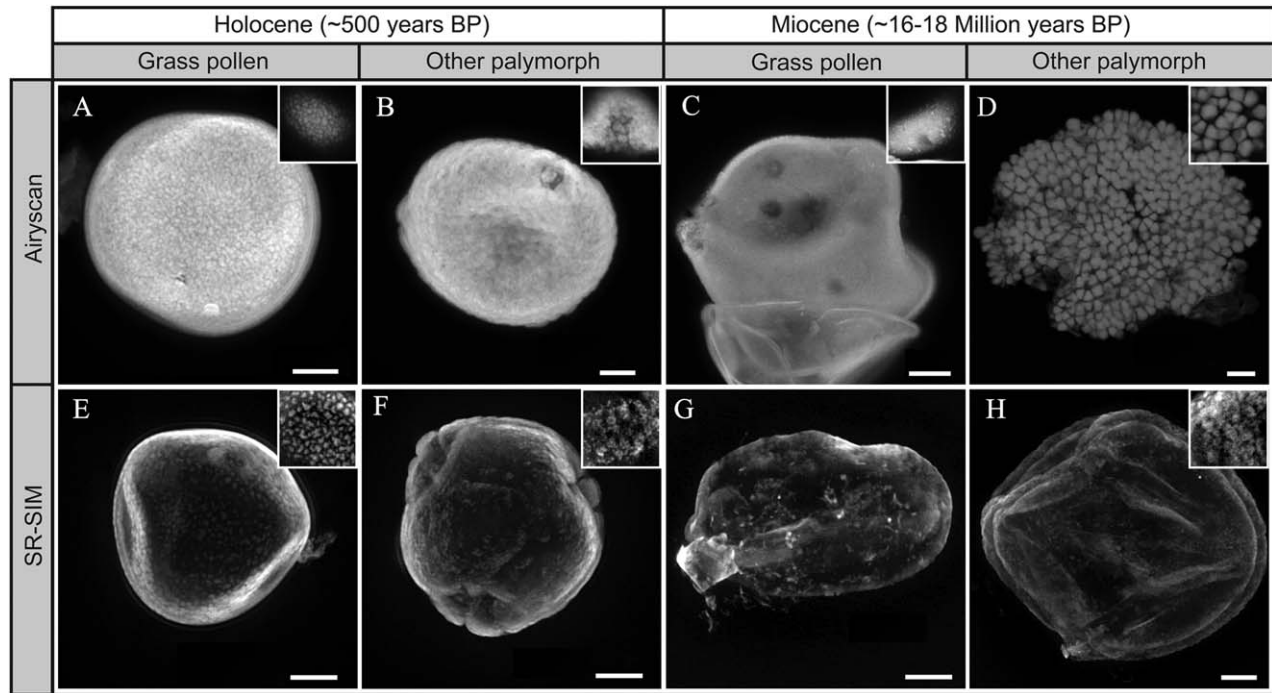 Holocene (~500 years BP)
Miocene (~16-18 Million years BP)
Grass pollen
Other palymorph
Grass pollen
Other palymorph
Airyscan
A
B
C
D
SR-SIM
E
F
G
H